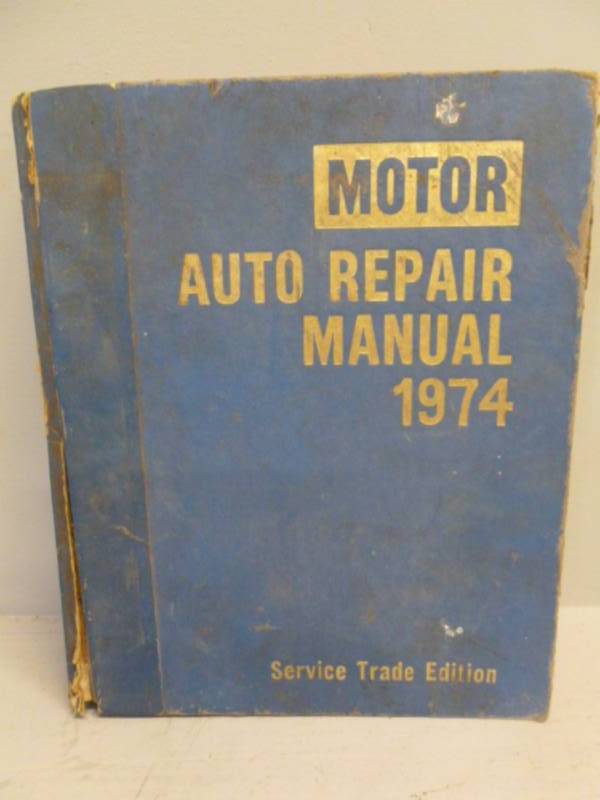 MOTOR
AUTO REPAIR
MANUAL
1974
Service Trade Edition